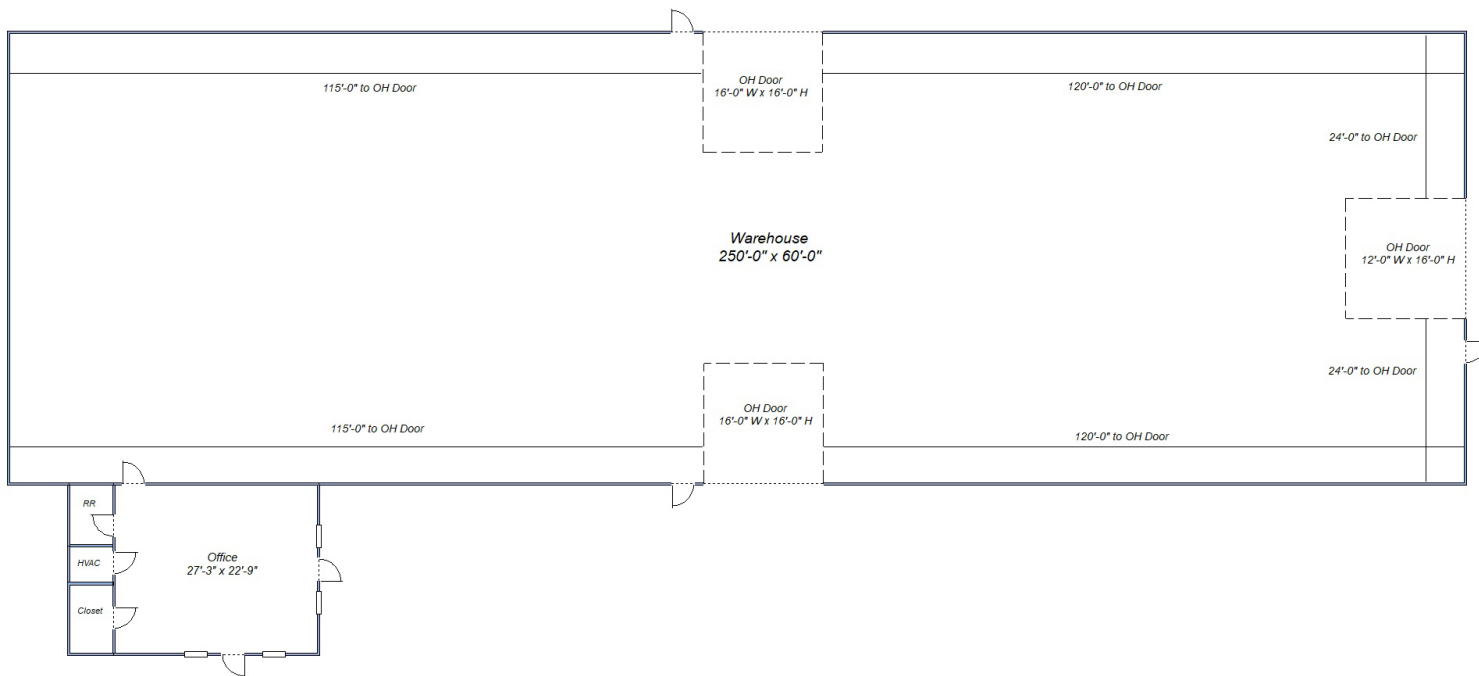 115'-0" to OH Door
OH Door
16'-0" W x 16'-0" H
120'-0" to OH Door
24'-0" to OH Door
Warehouse
250'-0" x 60'-0"
OH Door
12'-0" W x 16'-0" H
24'-0" to OH Door
OH Door
16'-0" W x 16'-0" H
115'-0" to OH Door
120'-0" to OH Door
RR
HVAC
Office
27'-3" x 22'-9"
Closet